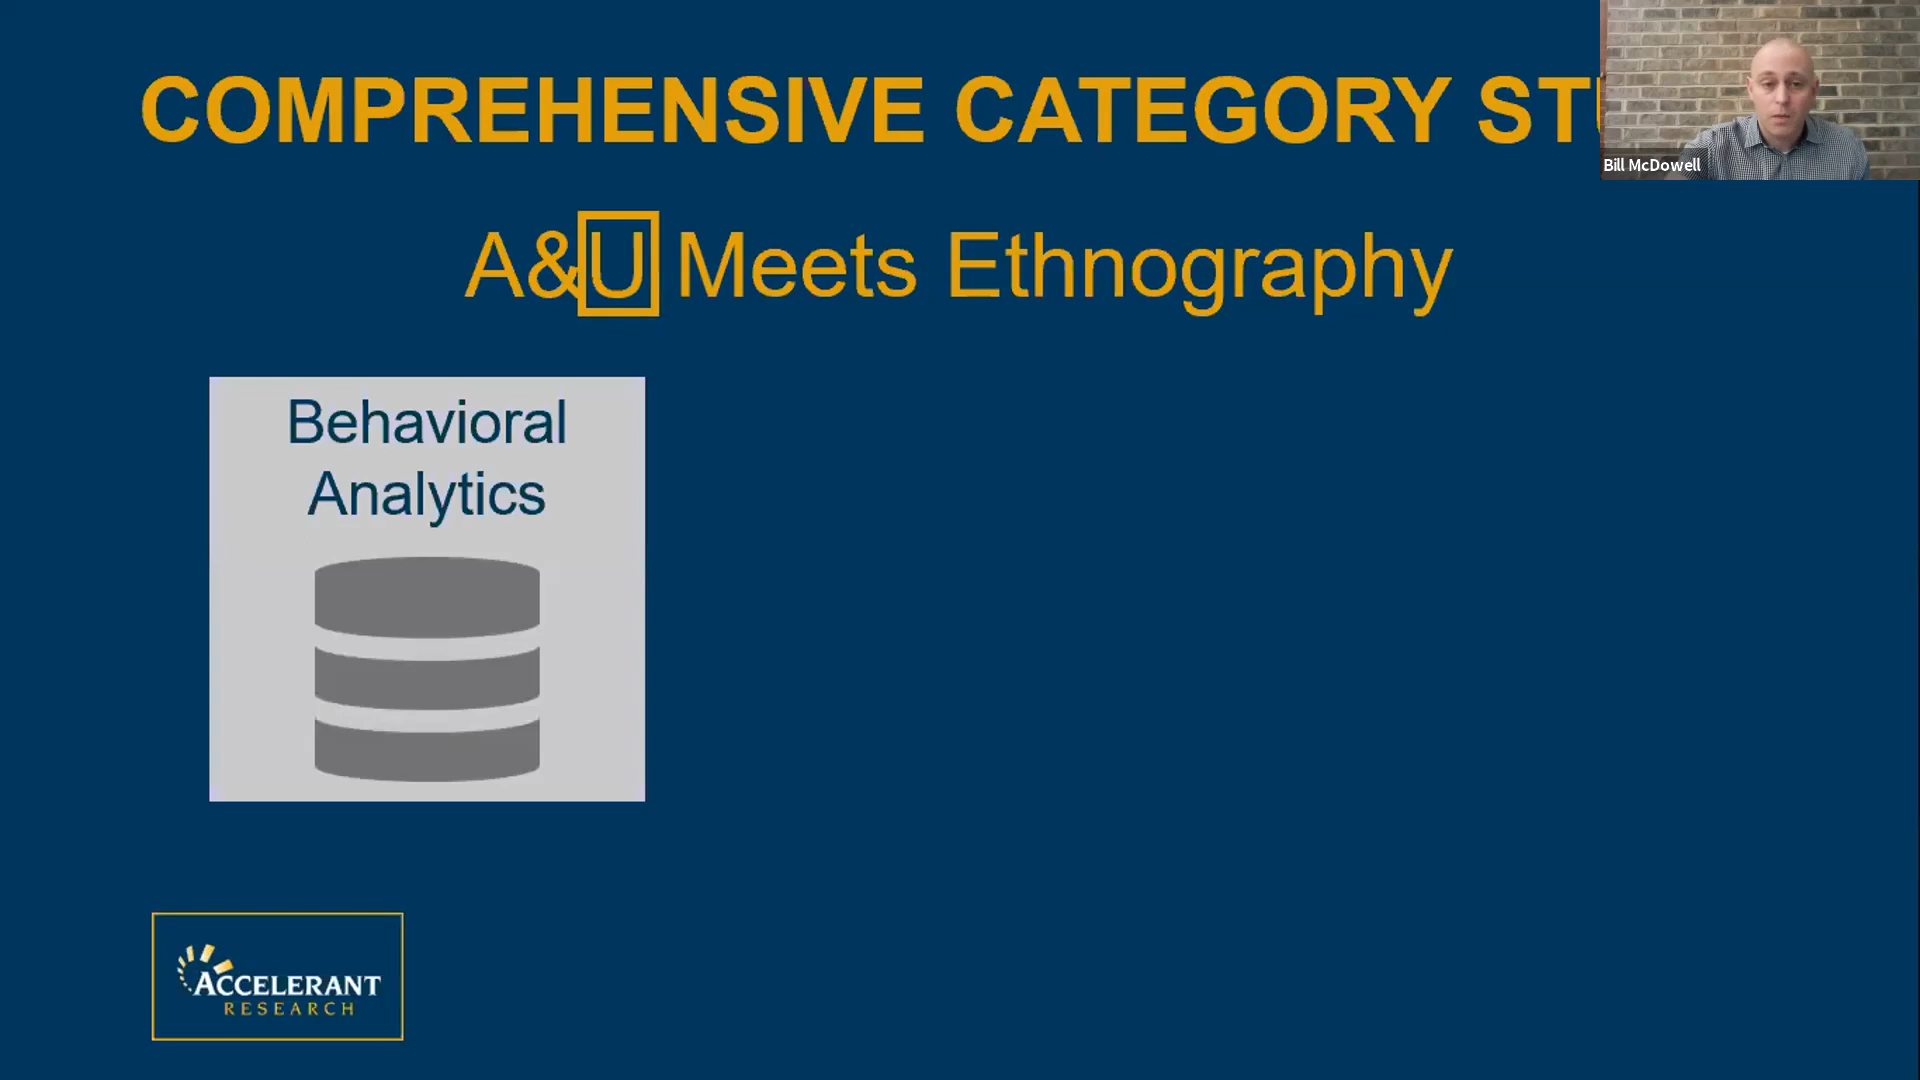 COMPREHENSIVE CATEGORY ST
Bill McDowell
A&U Meets Ethnography
Behavioral
Analytics
ACCELERANT
RESEARCH